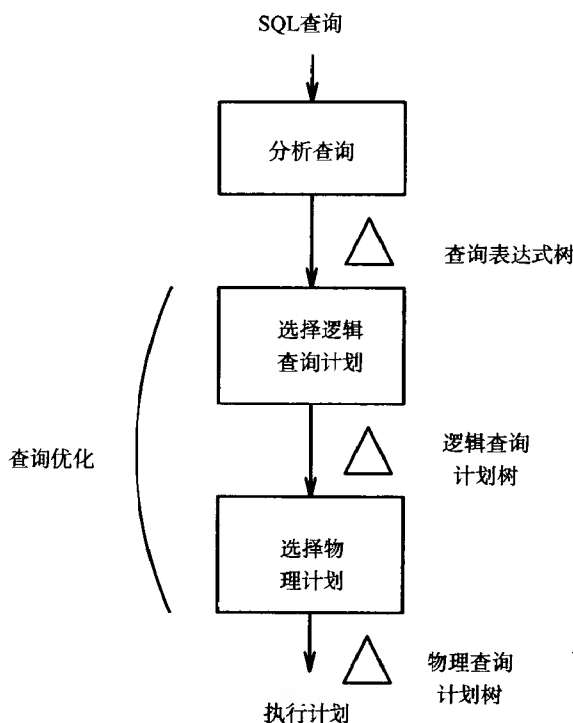 SQL查询
分析查询
查询表达式树
选择逻辑
查询计划
逻辑查询
计划树
查询优化
选择物
理计划
物理查询
计划树
执行计划